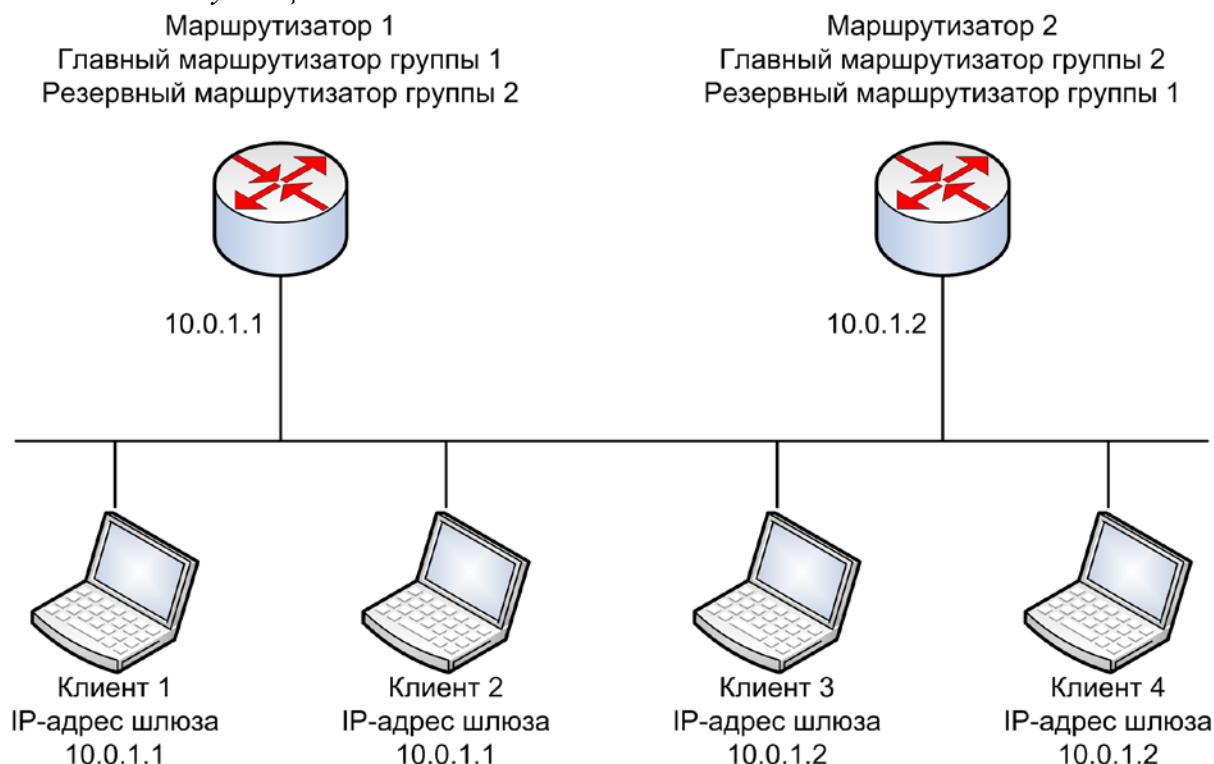 Маршрутизатор 1
Главный маршрутизатор группы 1
Резервный маршрутизатор группы 2
Маршрутизатор 2
Главный маршрутизатор группы 2
Резервный маршрутизатор группы 1
10.0.1.1
10.0.1.2
Клиент 1
IP-адрес шлюза
10.0.1.1
Клиент 2
IP-адрес шлюза
10.0.1.1
Клиент 3
IP-адрес шлюза
10.0.1.2
Клиент 4
IP-адрес шлюза
10.0.1.2